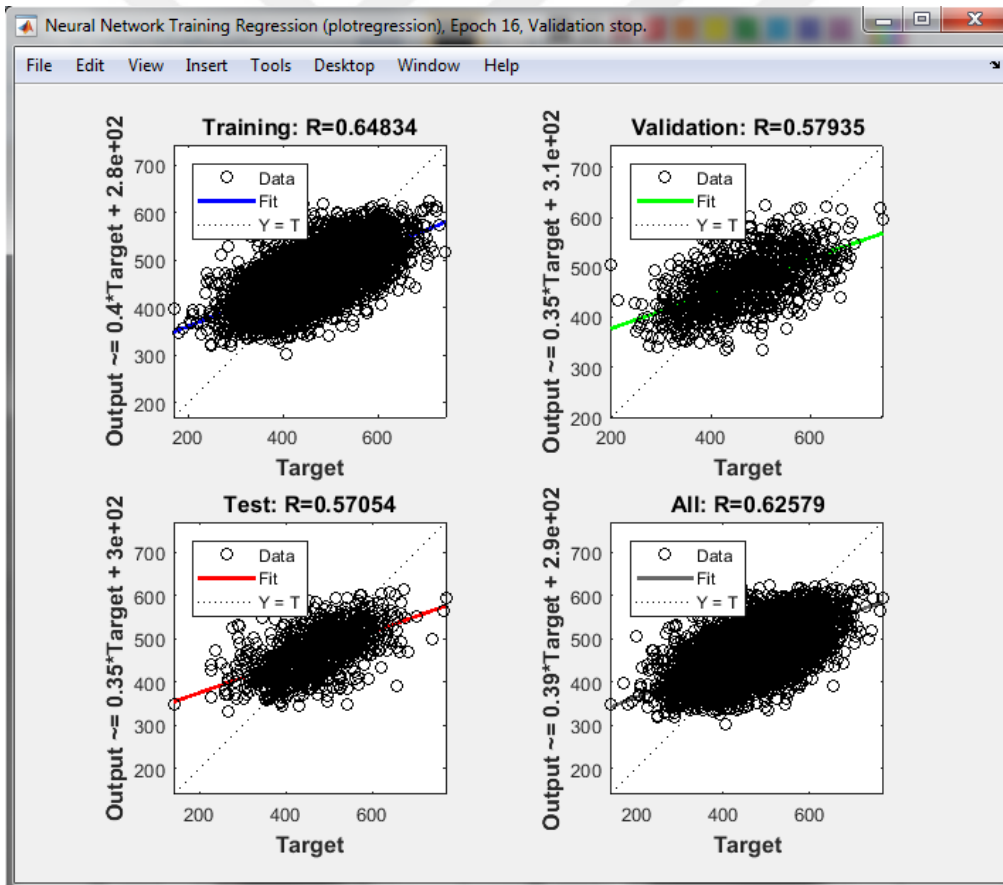 Neural Network Training Regression (plotregression), Epoch 16, Validation stop.
File Edit View Insert Tools Desktop Window Help
Training: R=0.64834
Output ~= 0.4*Target + 2.8e+02
700
600
500
400
300
200
Data
Fit
Y = T
200 400 600
Target
Validation: R=0.57935
Output ~= 0.35*Target + 3.1e+02
700
600
500
400
300
200
Data
Fit
Y = T
200 400 600
Target
Test: R=0.57054
Output ~= 0.35*Target + 3e+02
700
600
500
400
300
200
Data
Fit
Y = T
200 400 600
Target
All: R=0.62579
Output ~= 0.39*Target + 2.9e+02
700
600
500
400
300
200
Data
Fit
Y = T
200 400 600
Target